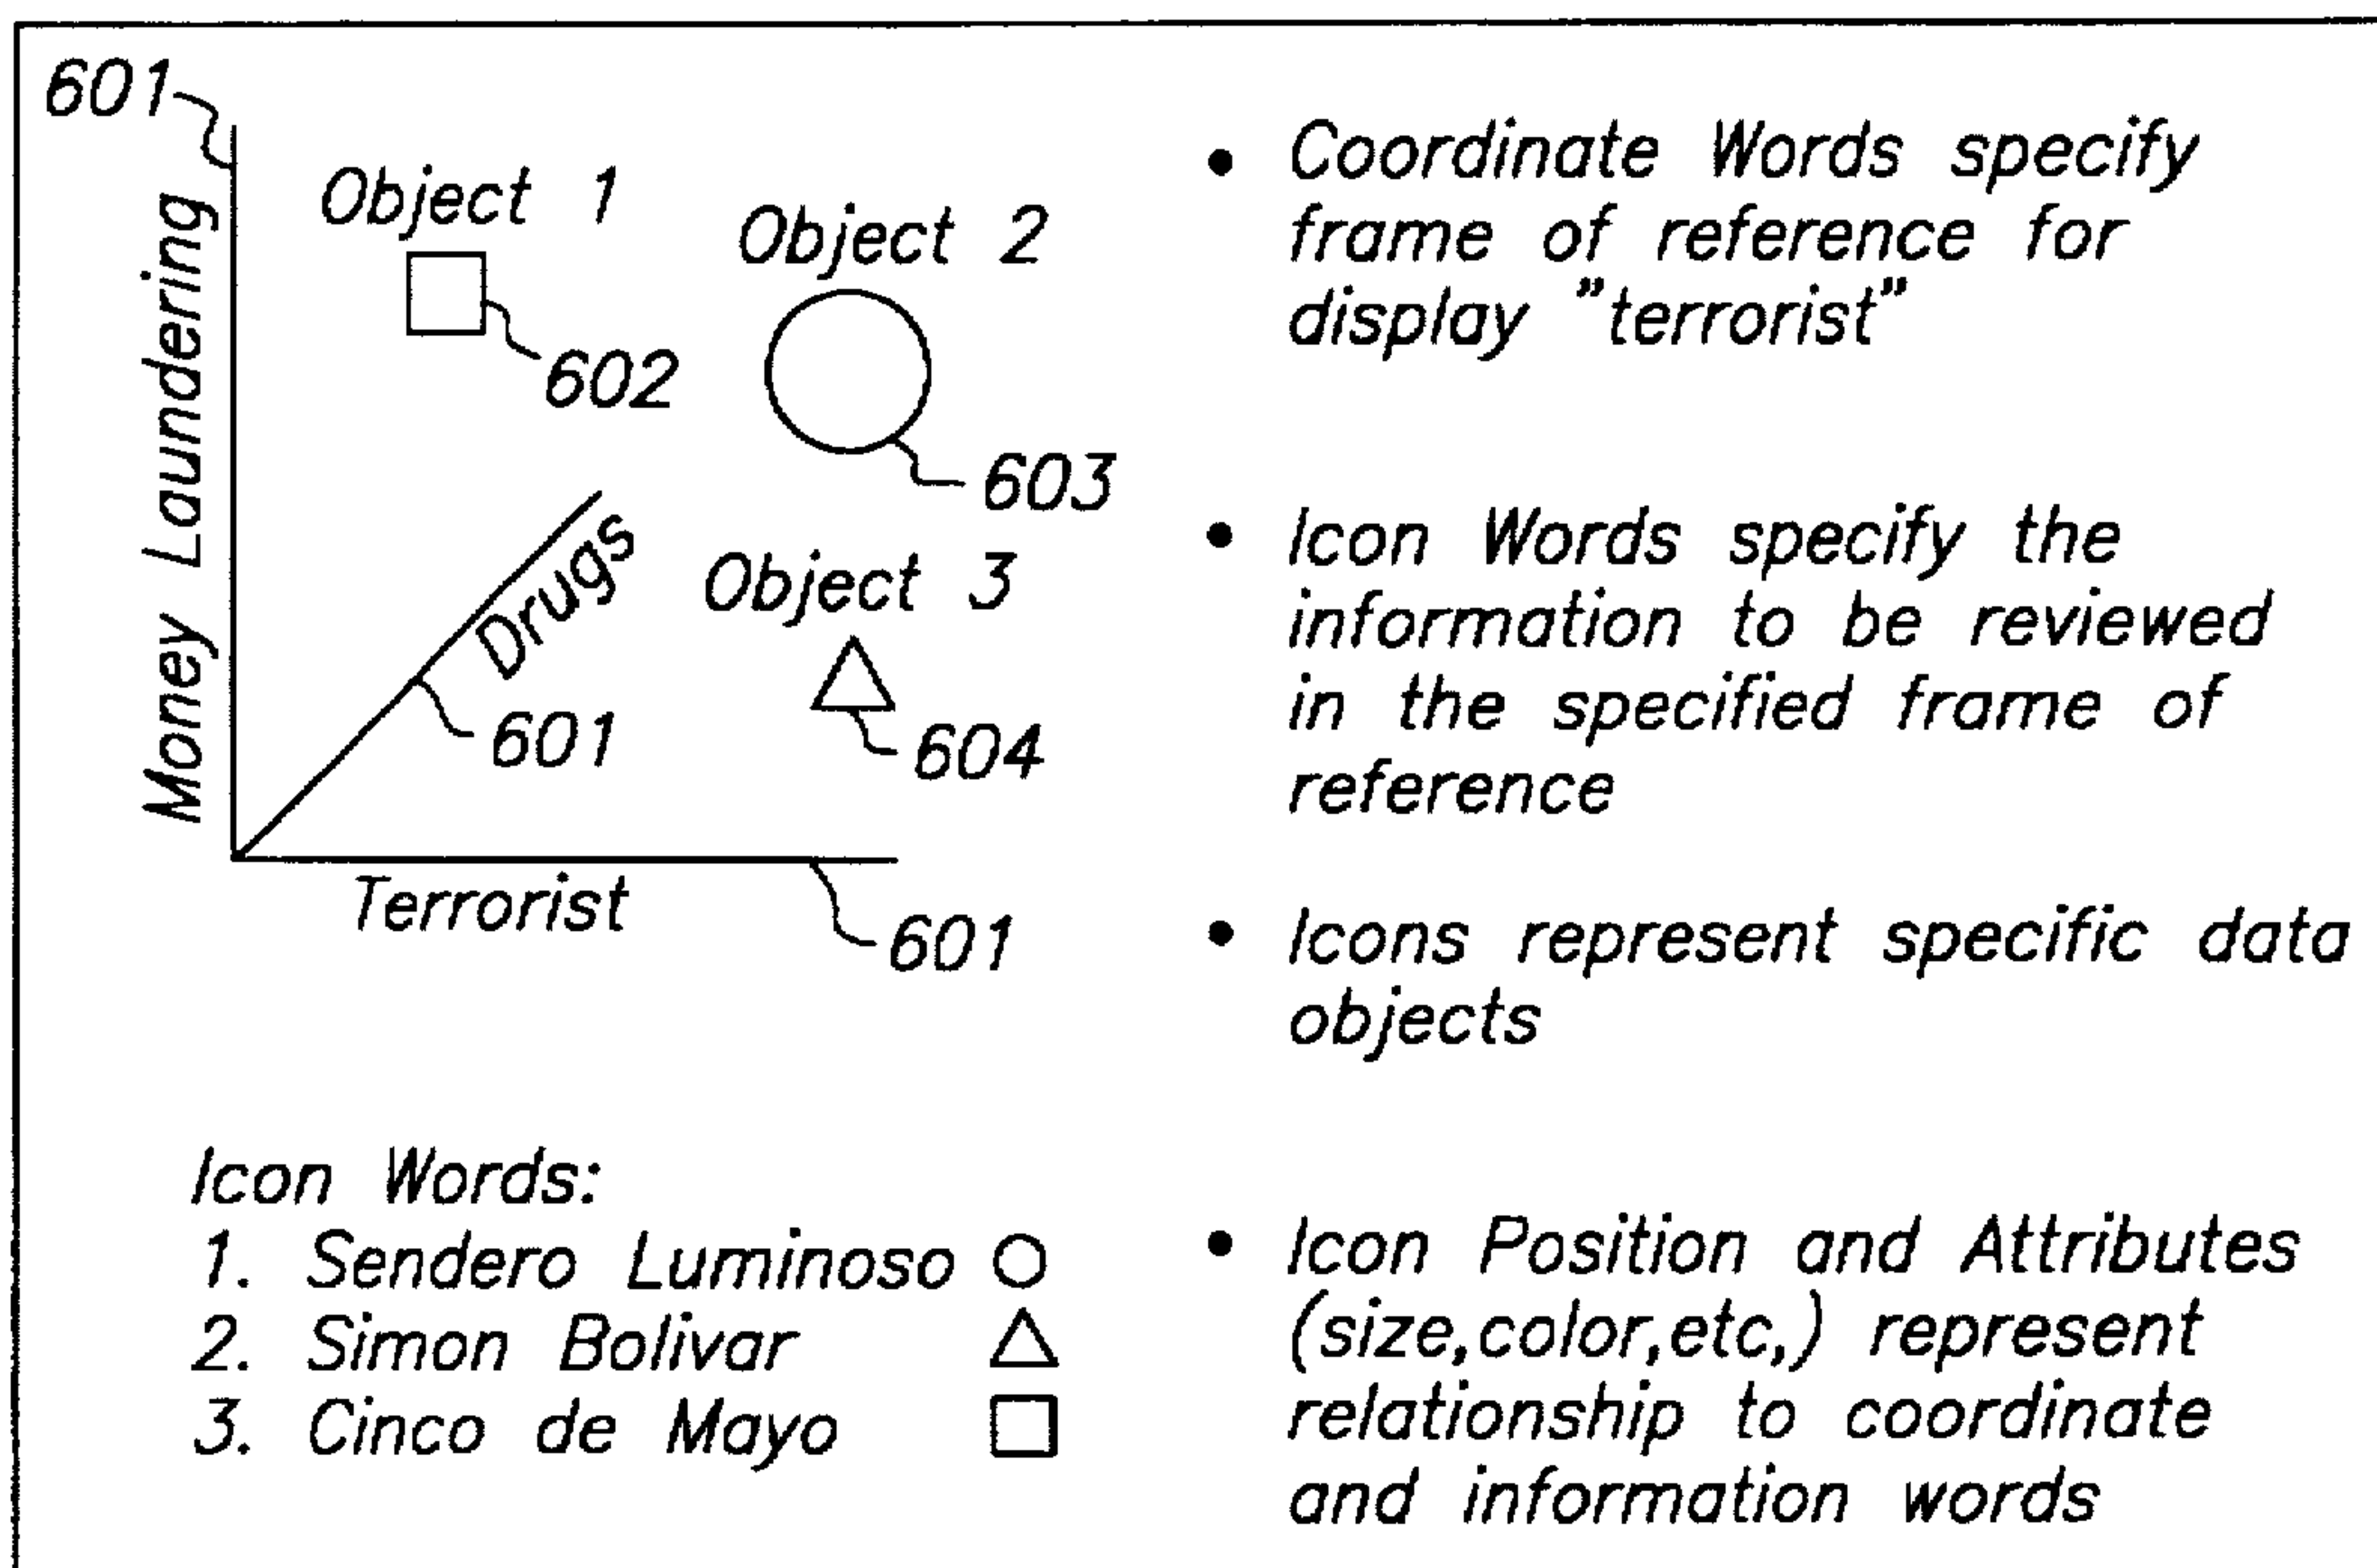 601
Money Laundering
Object 1
602
Object 2
603
Drugs
601
Object 3
604
Terrorist
601
Icon Words:
1. Sendero Luminoso
2. Simon Bolivar
3. Cinco de Mayo
• Coordinate Words specify
frame of reference for
display "terrorist"
• Icon Words specify the
information to be reviewed
in the specified frame of
reference
• Icons represent specific data
objects
• Icon Position and Attributes
(size,color,etc,) represent
relationship to coordinate
and information words